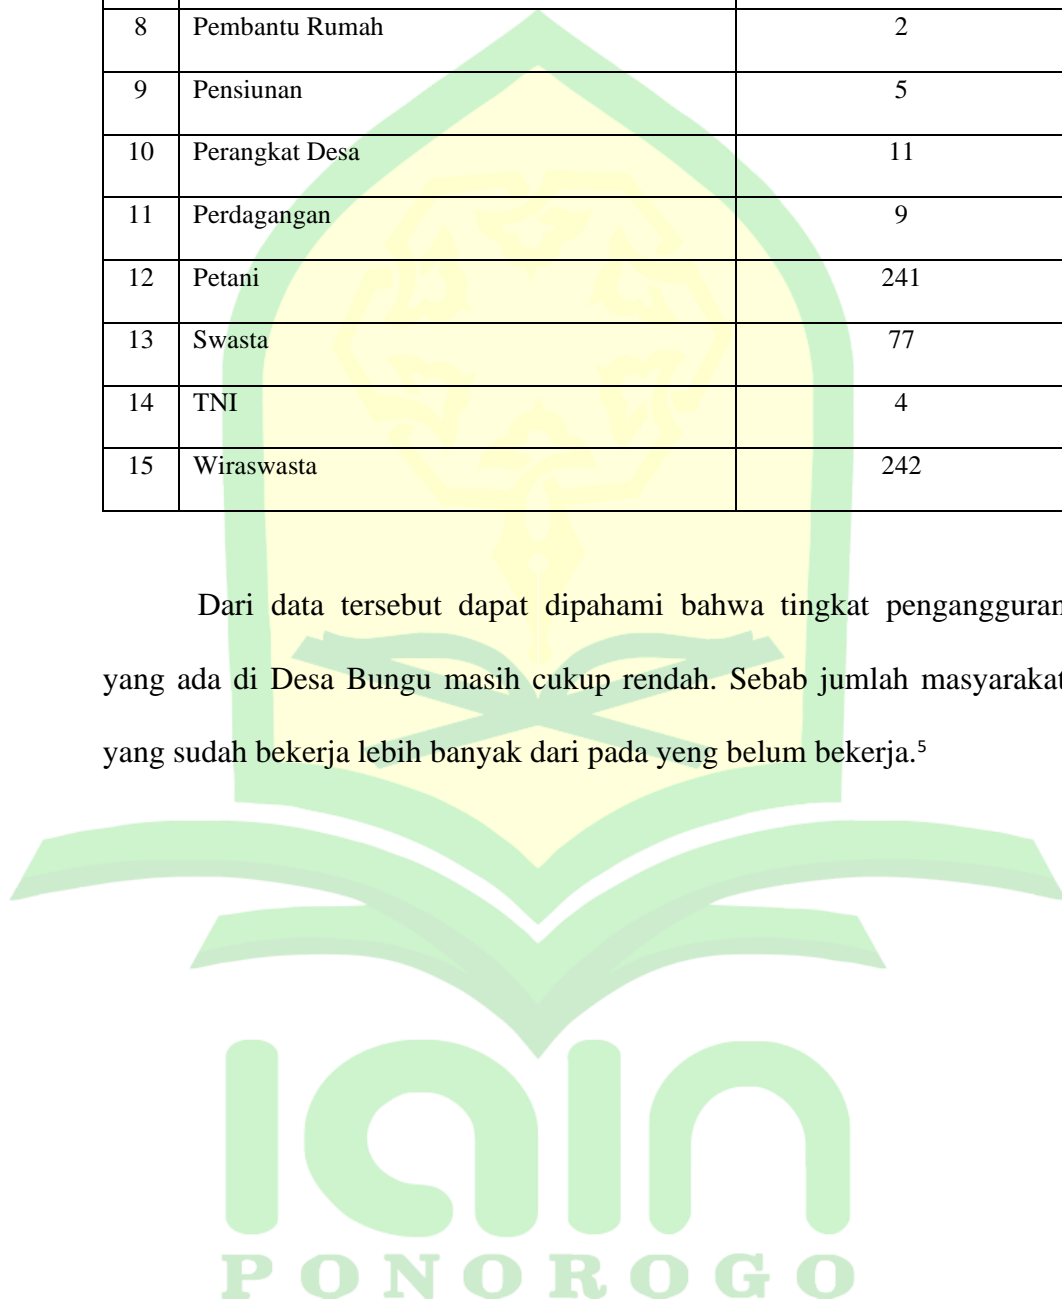 8 Pembantu Rumah 2
9 Pensiunan 5
10 Perangkat Desa 11
11 Perdagangan 9
12 Petani 241
13 Swasta 77
14 TNI 4
15 Wiraswasta 242
Dari data tersebut dapat dipahami bahwa tingkat pengangguran
yang ada di Desa Bungu masih cukup rendah. Sebab jumlah masyarakat
yang sudah bekerja lebih banyak dari pada yeng belum bekerja.⁵
iain
PONOROGO